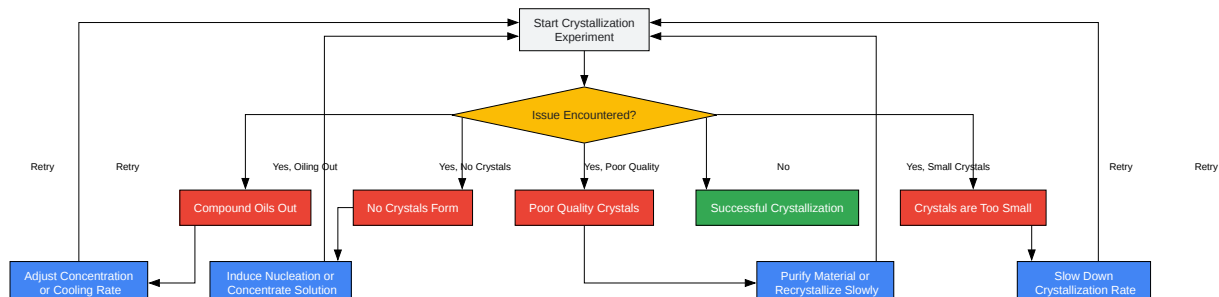 Start Crystallization
Experiment
Issue Encountered?
Retry
Retry
Yes, Oiling Out
Yes, No Crystals
Yes, Poor Quality
No
Yes, Small Crystals
Retry
Retry
Compound Oils Out
No Crystals Form
Poor Quality Crystals
Successful Crystallization
Crystals are Too Small
Adjust Concentration
or Cooling Rate
Induce Nucleation or
Concentrate Solution
Purify Material or
Recrystallize Slowly
Slow Down
Crystallization Rate